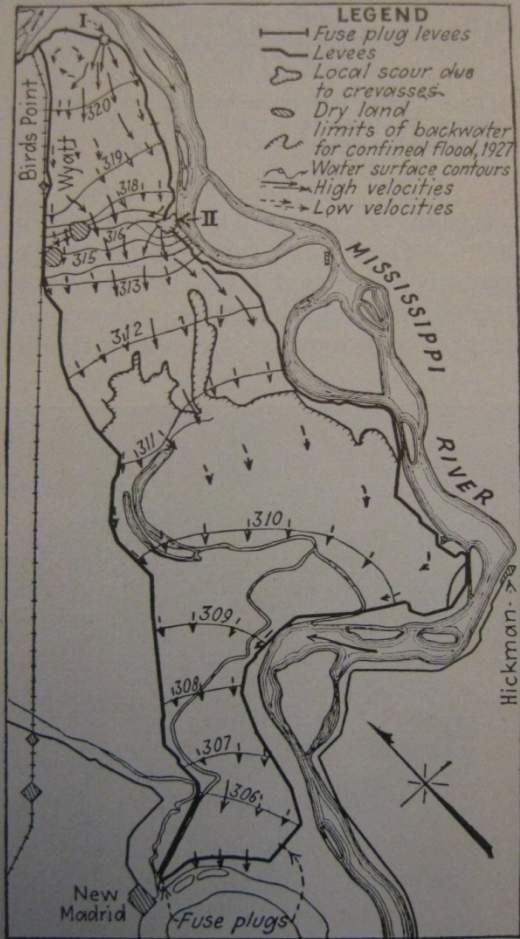 LEGEND
Fuse plug levees
Levees
Local scour due
to crevasses
Dry land
limits of backwater
for confined flood, 1927
Water surface contours
High velocities
Low velocities
I
Birds Point
Wyatt
320
319
318
316
315
313
II
312
311
310
309
308
307
306
MISSISSIPPI
RIVER
Hickman
New
Madrid
Fuse plugs